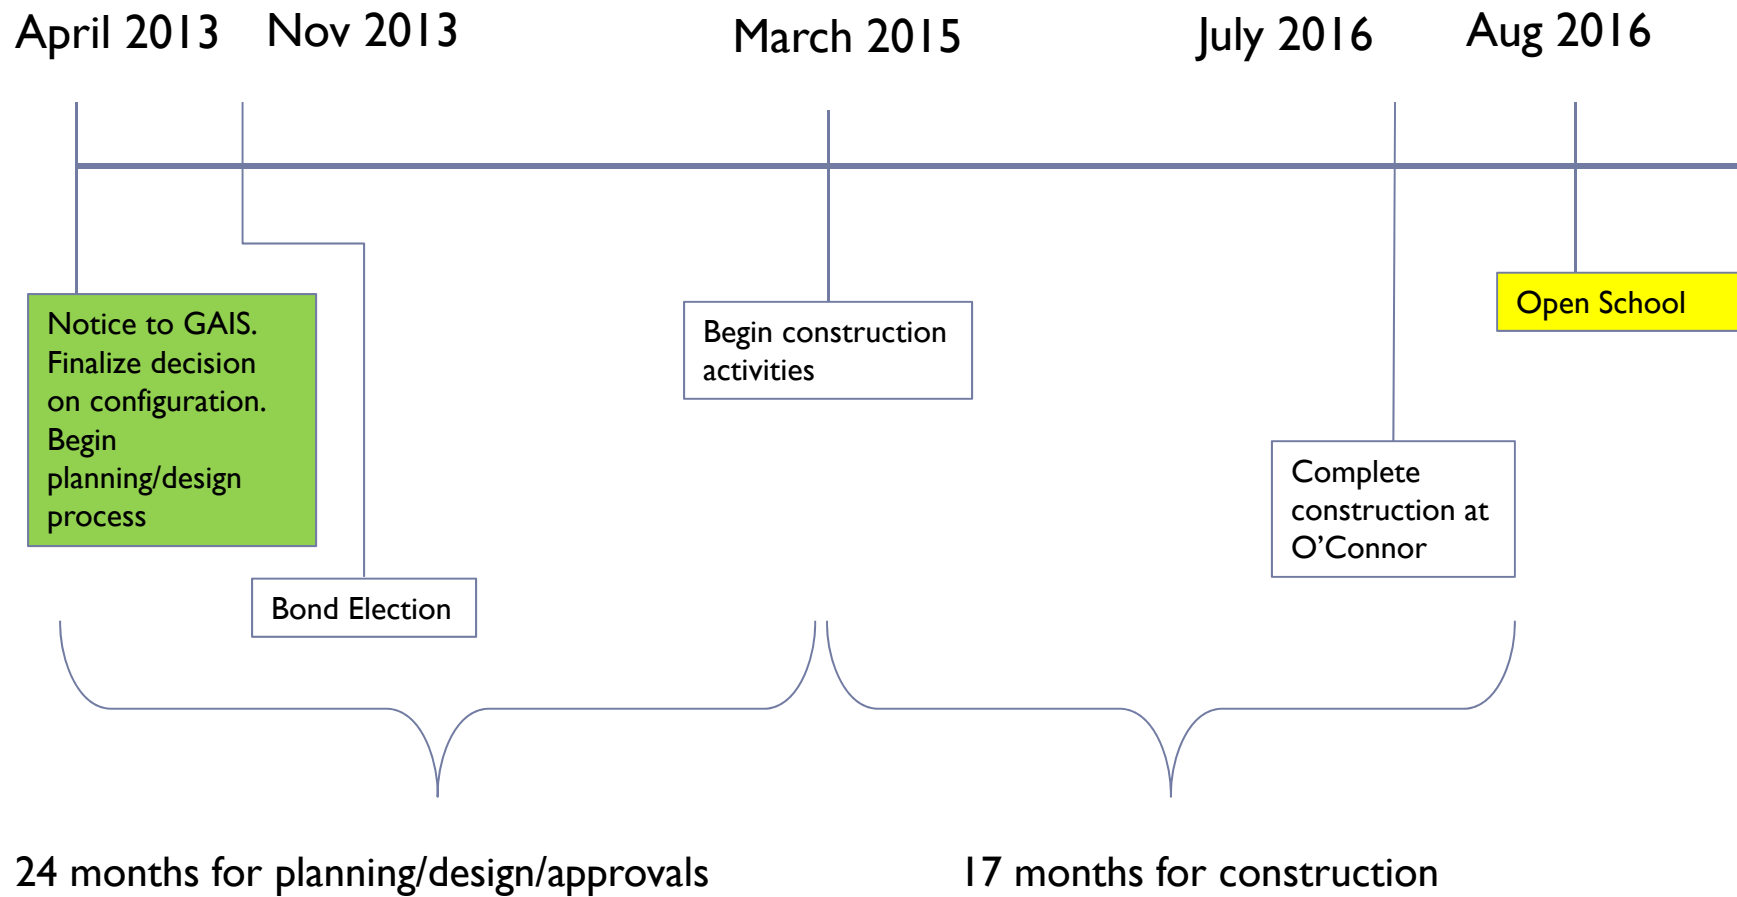 April 2013
Nov 2013
March 2015
July 2016
Aug 2016
Notice to GAIS.
Finalize decision
on configuration.
Begin
planning/design
process
Bond Election
Begin construction
activities
Complete
construction at
O’Connor
Open School
24 months for planning/design/approvals
17 months for construction